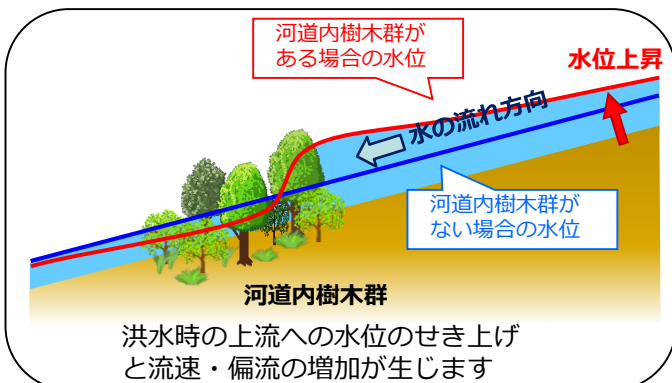 河道内樹木群が
ある場合の水位
水位上昇
水の流れ方向
河道内樹木群が
ない場合の水位
河道内樹木群
洪水時の上流への水位のせき上げ
と流速・偏流の増加が生じます